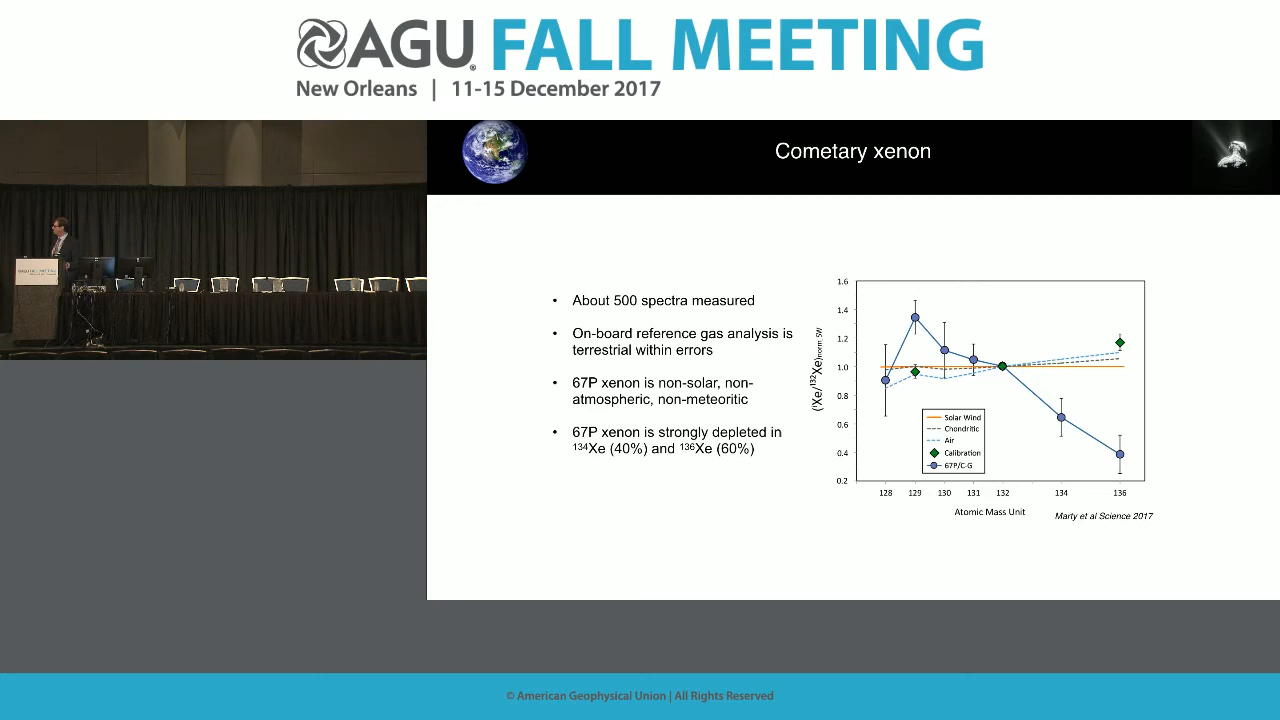 AGU FALL MEETING
New Orleans | 11-15 December 2017
Cometary xenon
• About 500 spectra measured
• On-board reference gas analysis is
terrestrial within errors
• 67P xenon is non-solar, non-
atmospheric, non-meteoritic
• 67P xenon is strongly depleted in
¹³⁴Xe (40%) and ¹³⁶Xe (60%)
(ⁱXe/¹³²Xe)norm. SW
1.6
1.4
1.2
1.0
0.8
0.6
0.4
0.2
Solar Wind
Chondritic
Air
Calibration
67P/C-G
128 129 130 131 132 134 136
Atomic Mass Unit
Marty et al Science 2017
AGU FALL MEETING
© American Geophysical Union | All Rights Reserved